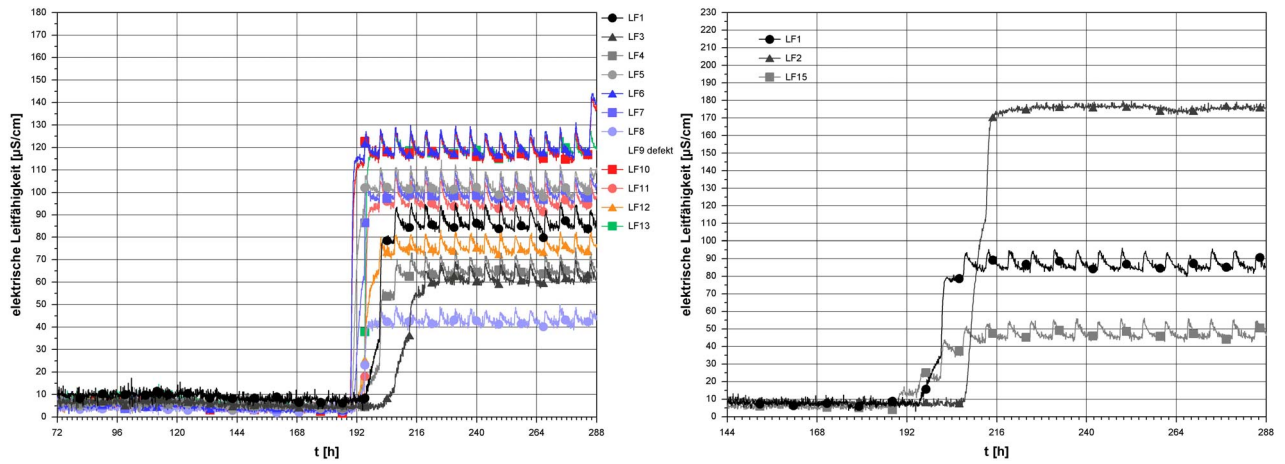 elektrische Leitfähigkeit [µS/cm]
180
170
160
150
140
130
120
110
100
90
80
70
60
50
40
30
20
10
0
72 96 120 144 168 192 216 240 264 288
t [h]
LF1
LF3
LF4
LF5
LF6
LF7
LF8
LF9 defekt
LF10
LF11
LF12
LF13
elektrische Leitfähigkeit [µS/cm]
230
220
210
200
190
180
170
160
150
140
130
120
110
100
90
80
70
60
50
40
30
20
10
0
144 168 192 216 240 264 288
t [h]
LF1
LF2
LF15